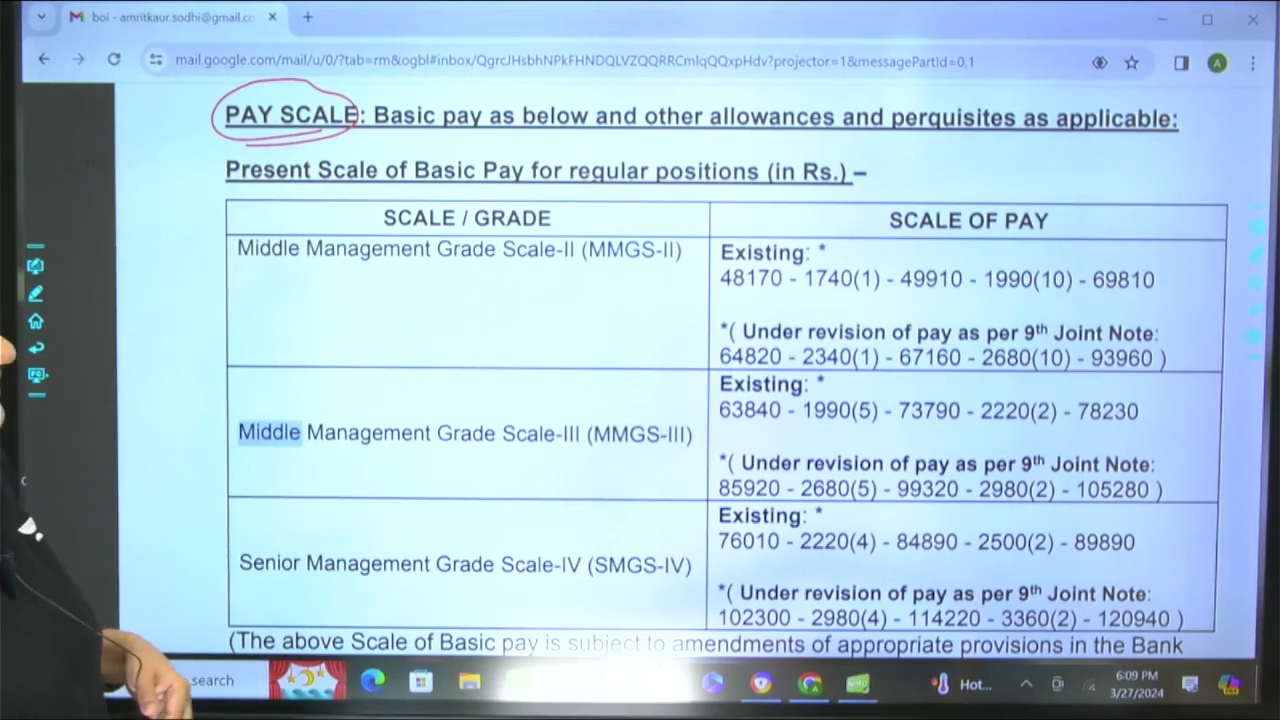 boi - amritkaur.sodhi@gmail.co
mail.google.com/mail/u/0/?tab=rm&ogbl#inbox/QgrcJHsbhNPkFHNDQLVZQQRRCmlqQQxpHdv?projector=1&messagePartId=0.1
A
PAY SCALE: Basic pay as below and other allowances and perquisites as applicable:
Present Scale of Basic Pay for regular positions (in Rs.) –
SCALE / GRADE
SCALE OF PAY
Middle Management Grade Scale-II (MMGS-II)
Existing: *
48170 - 1740(1) - 49910 - 1990(10) - 69810
*( Under revision of pay as per 9th Joint Note:
64820 - 2340(1) - 67160 - 2680(10) - 93960 )
Middle Management Grade Scale-III (MMGS-III)
Existing: *
63840 - 1990(5) - 73790 - 2220(2) - 78230
*( Under revision of pay as per 9th Joint Note:
85920 - 2680(5) - 99320 - 2980(2) - 105280 )
Senior Management Grade Scale-IV (SMGS-IV)
Existing: *
76010 - 2220(4) - 84890 - 2500(2) - 89890
*( Under revision of pay as per 9th Joint Note:
102300 - 2980(4) - 114220 - 3360(2) - 120940 )
(The above Scale of Basic pay is subject to amendments of appropriate provisions in the Bank
search
Hot...
6:09 PM
3/27/2024